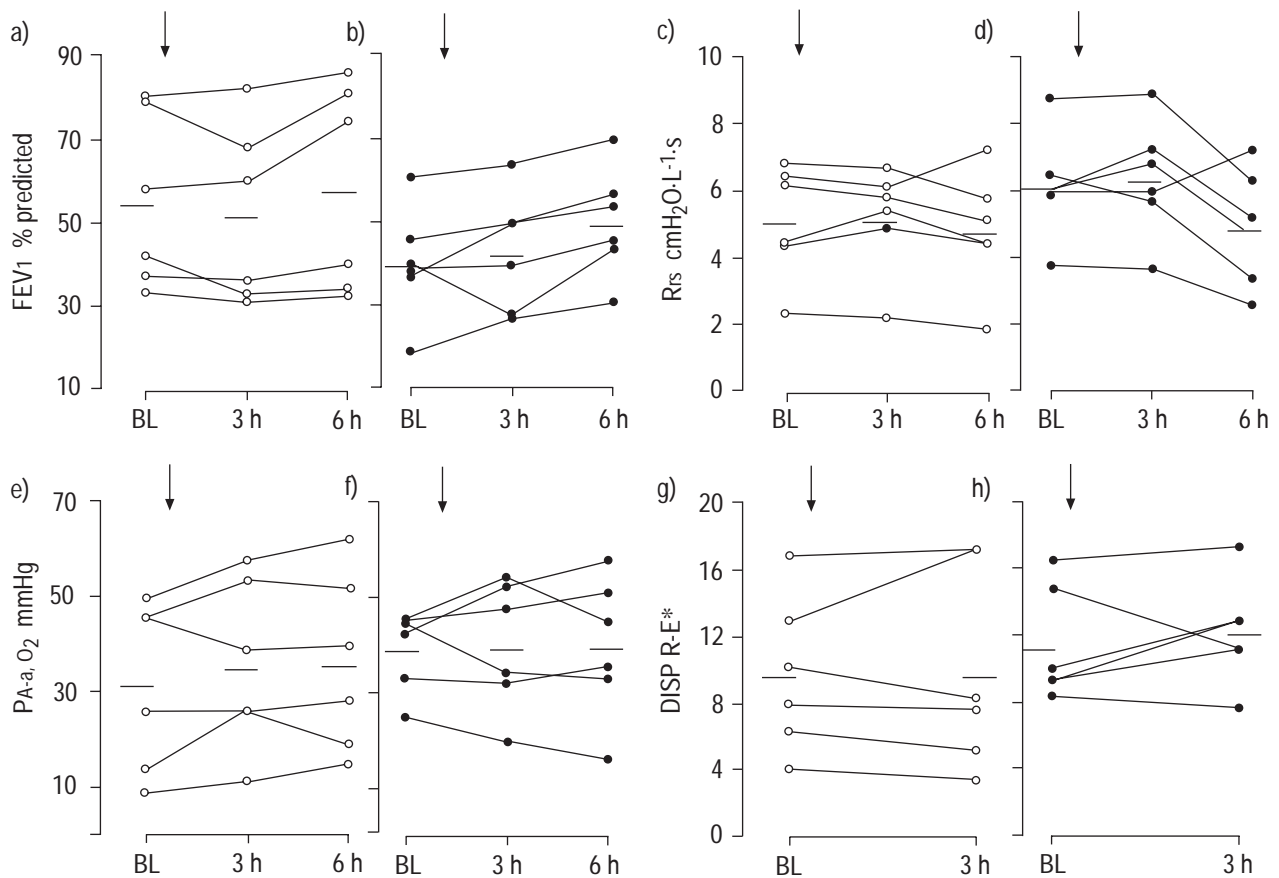 a)
b)
c)
d)
90
70
50
30
10
FEV1 % predicted
BL 3 h 6 h
BL 3 h 6 h
10
8
6
4
2
0
Rrs cmH2O·L-1·s
BL 3 h 6 h
BL 3 h 6 h
e)
f)
g)
h)
70
50
30
10
PA-a, O2 mmHg
BL 3 h 6 h
BL 3 h 6 h
20
16
12
8
4
0
DISP R-E*
BL 3 h
BL 3 h